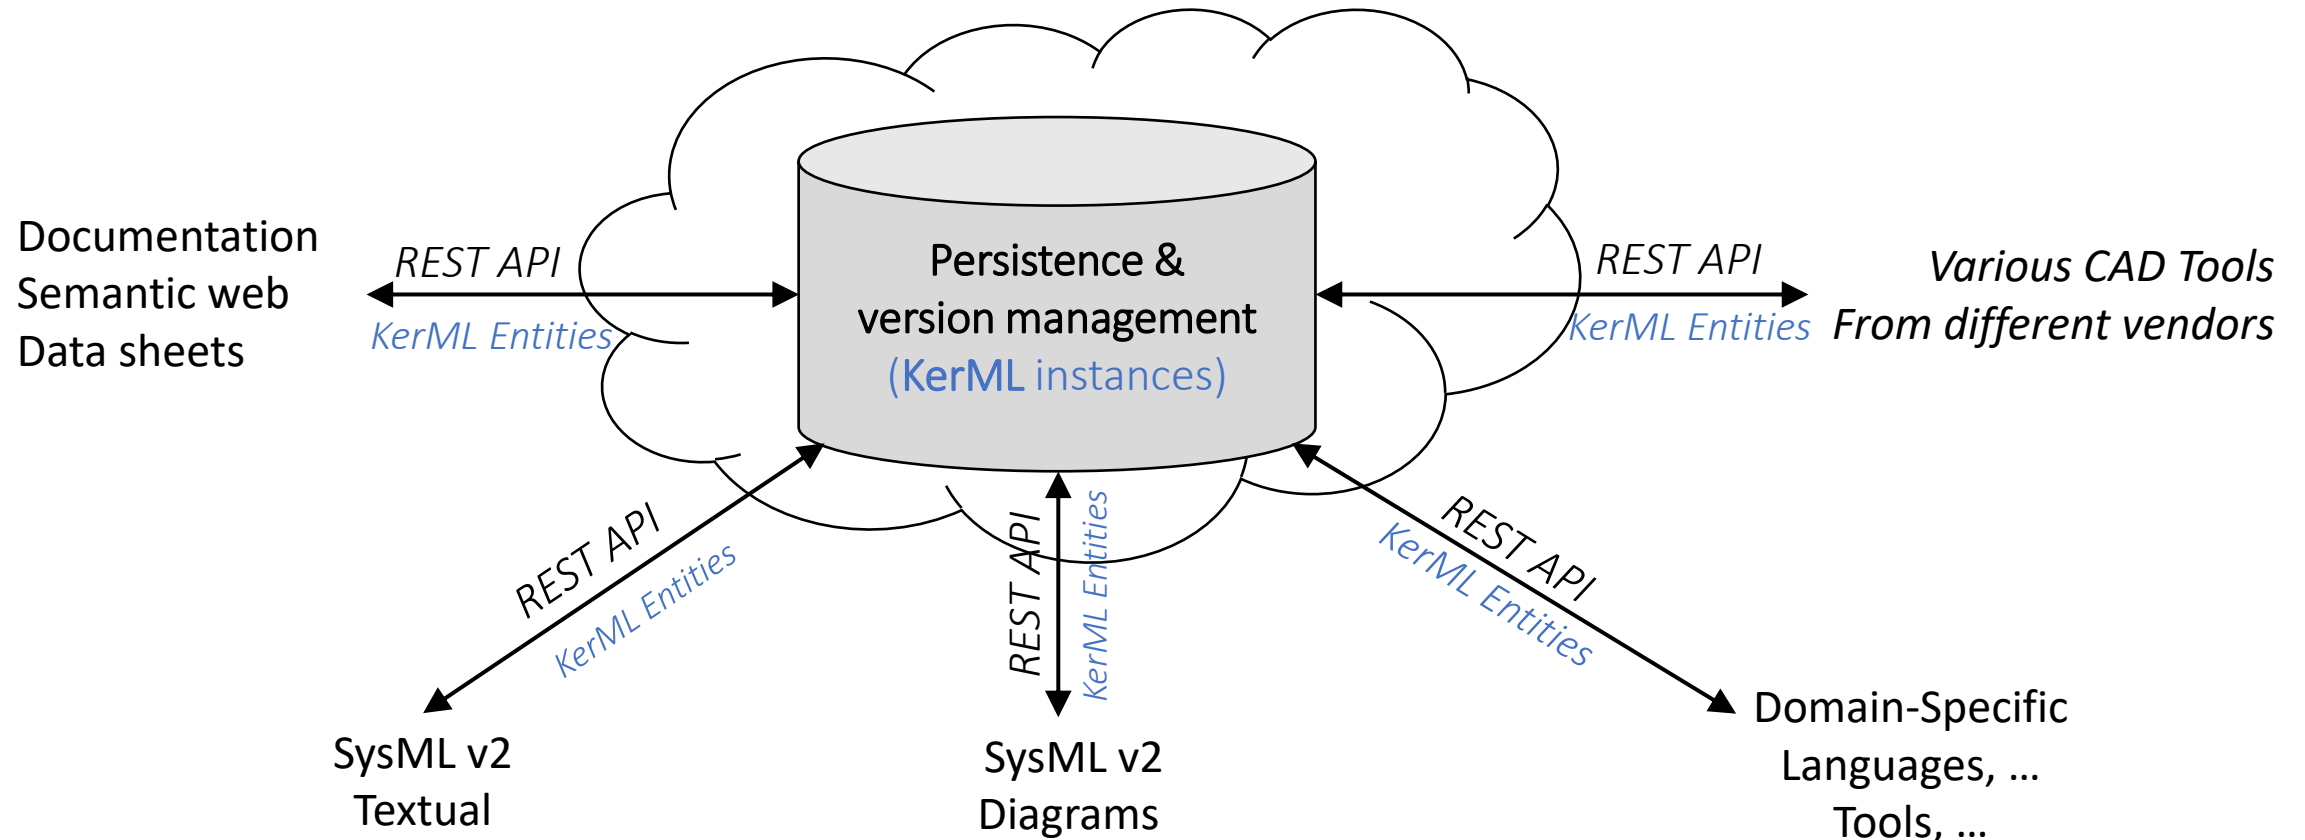 Documentation
Semantic web
Data sheets
REST API
KerML Entities
Persistence &
version management
(KerML instances)
REST API
KerML Entities
Various CAD Tools
From different vendors
REST API
KerML Entities
SysML v2
Textual
REST API
KerML Entities
SysML v2
Diagrams
REST API
KerML Entities
Domain-Specific
Languages, …
Tools, …